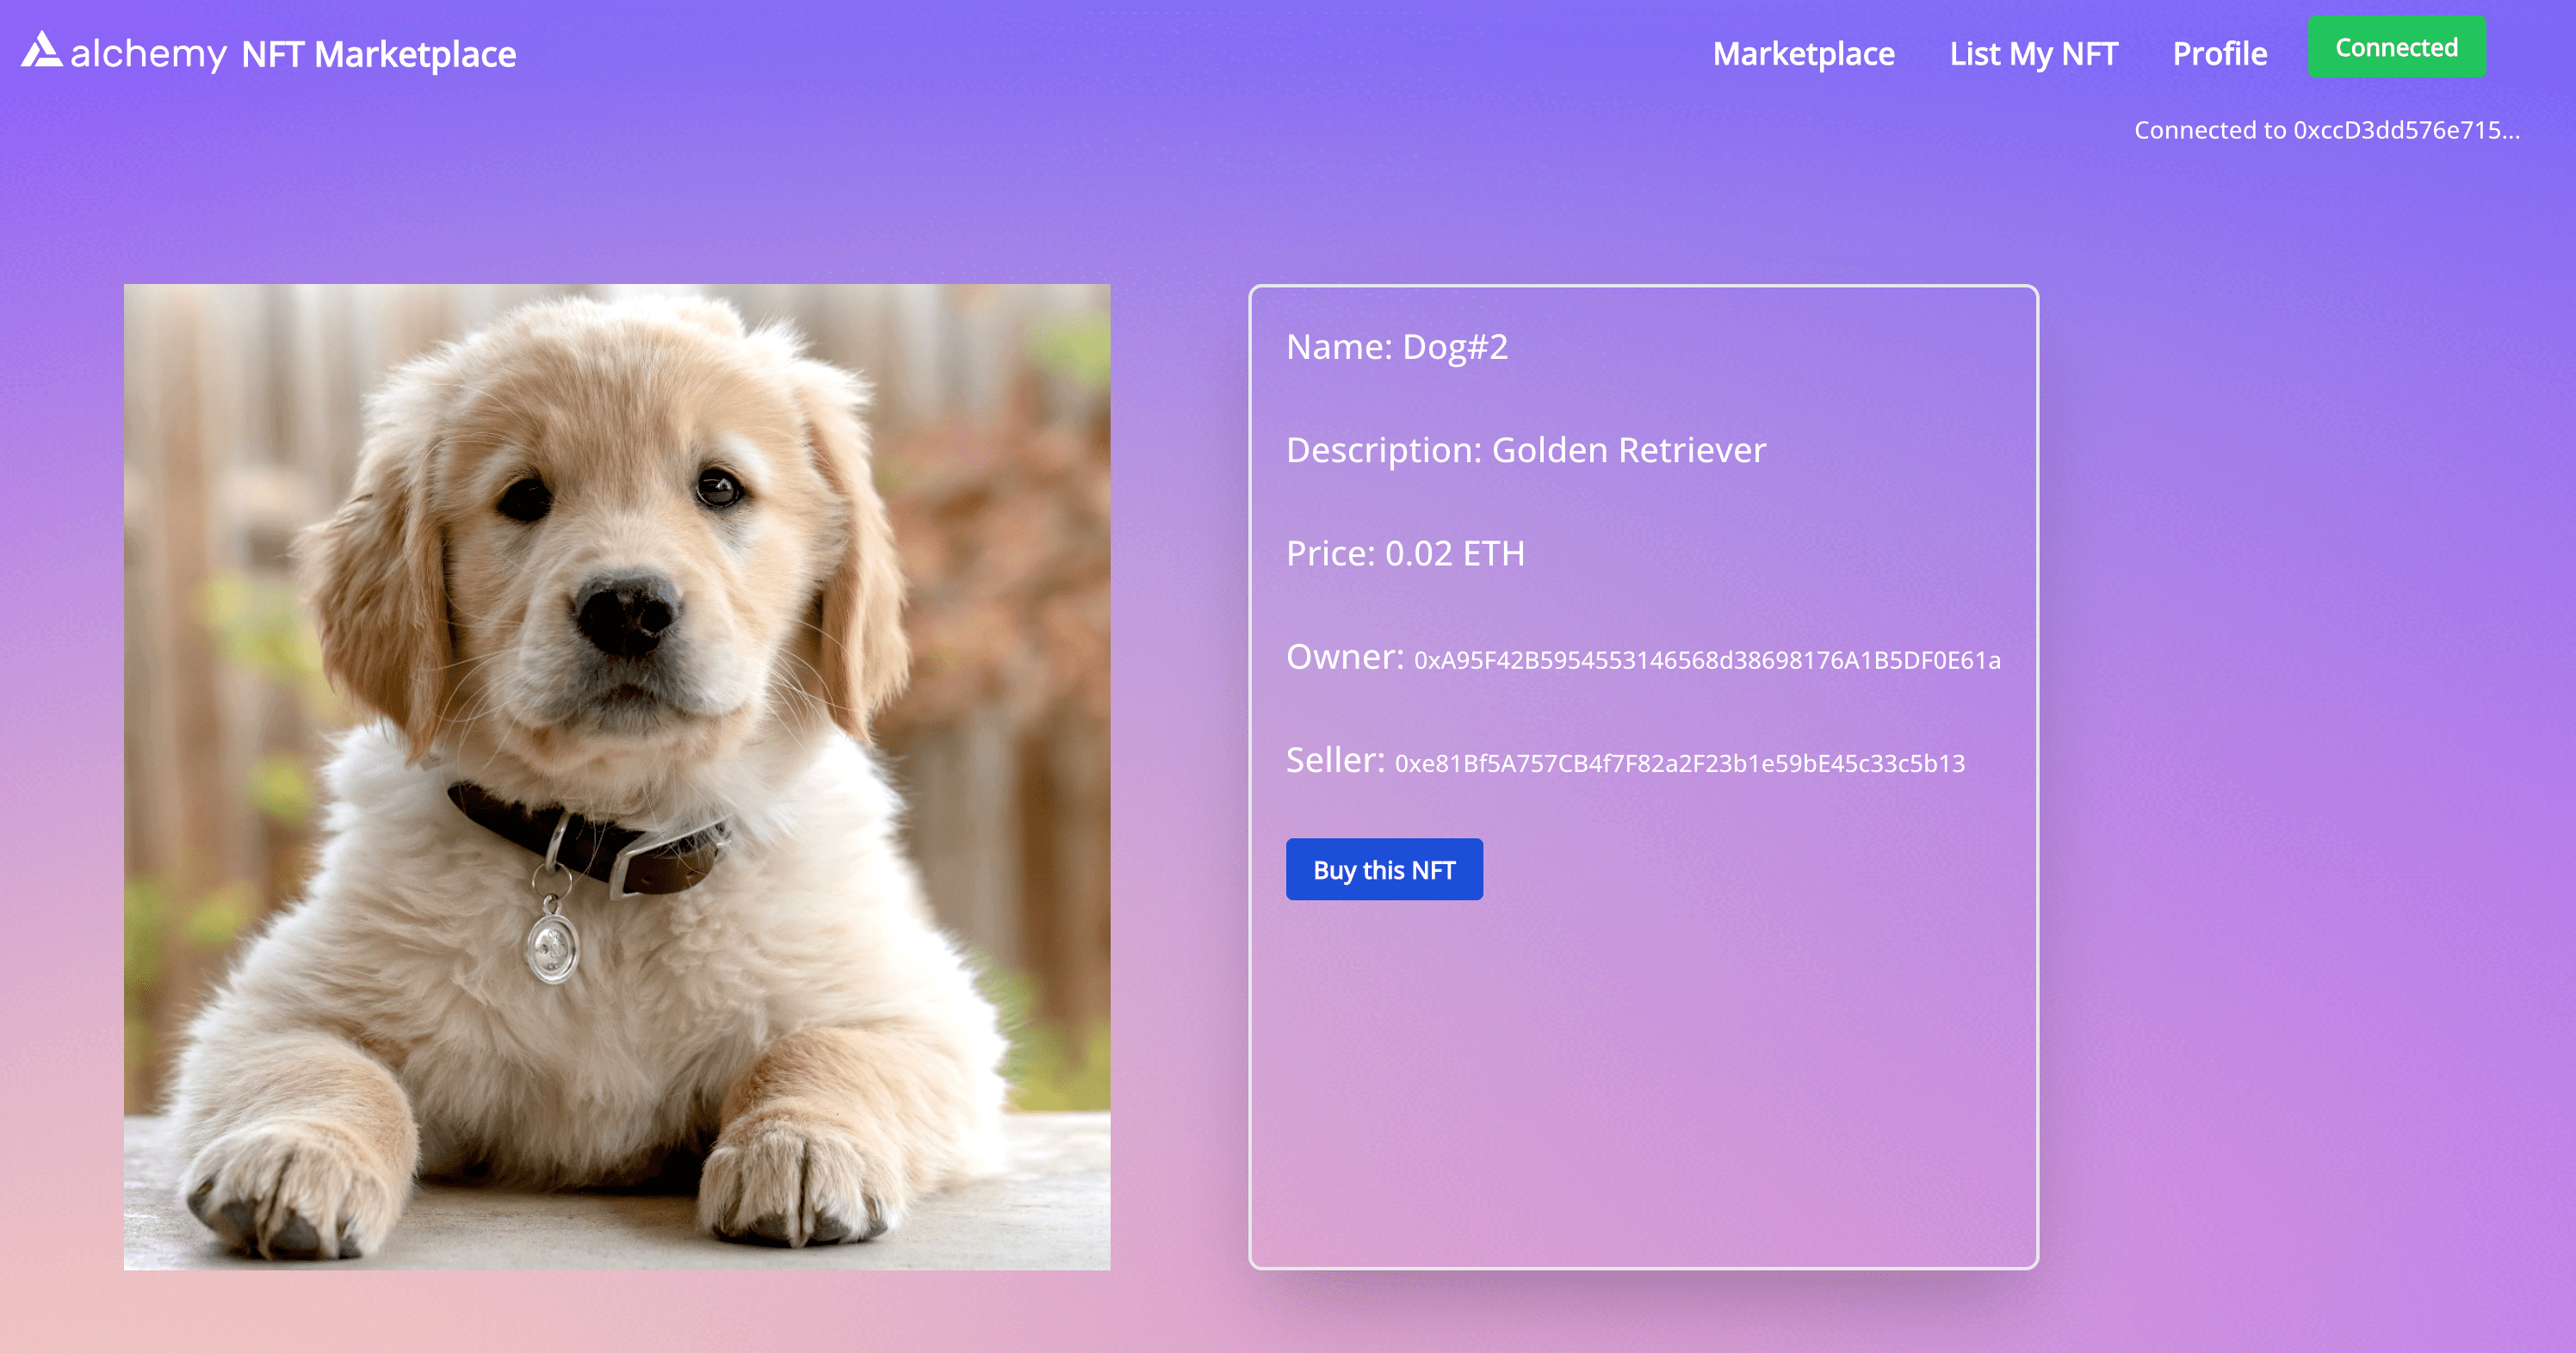 alchemy NFT Marketplace
Marketplace
List My NFT
Profile
Connected
Connected to 0xccD3dd576e715...
Name: Dog#2
Description: Golden Retriever
Price: 0.02 ETH
Owner: 0xA95F42B5954553146568d38698176A1B5DF0E61a
Seller: 0xe81Bf5A757CB4f7F82a2F23b1e59bE45c33c5b13
Buy this NFT